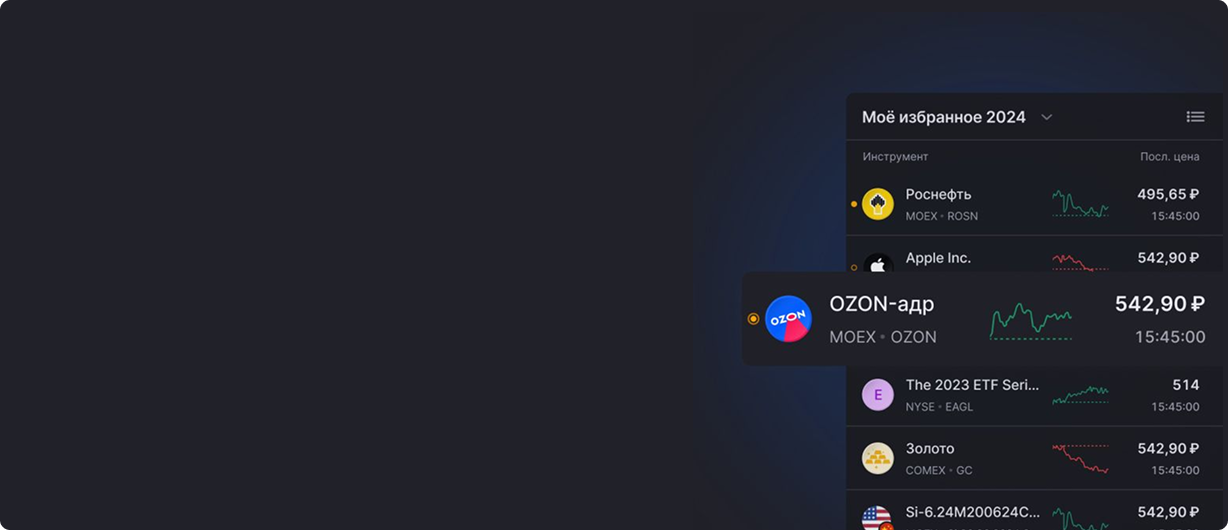 Моё избранное 2024
Инструмент Посл. цена
Роснефть 495,65 ₽
MOEX • ROSN 15:45:00
Apple Inc. 542,90 ₽
OZON
OZON-адр 542,90 ₽
MOEX • OZON 15:45:00
E
The 2023 ETF Seri... 514
NYSE • EAGL 15:45:00
Золото 542,90 ₽
COMEX • GC 15:45:00
Si-6.24M200624C... 542,90 ₽